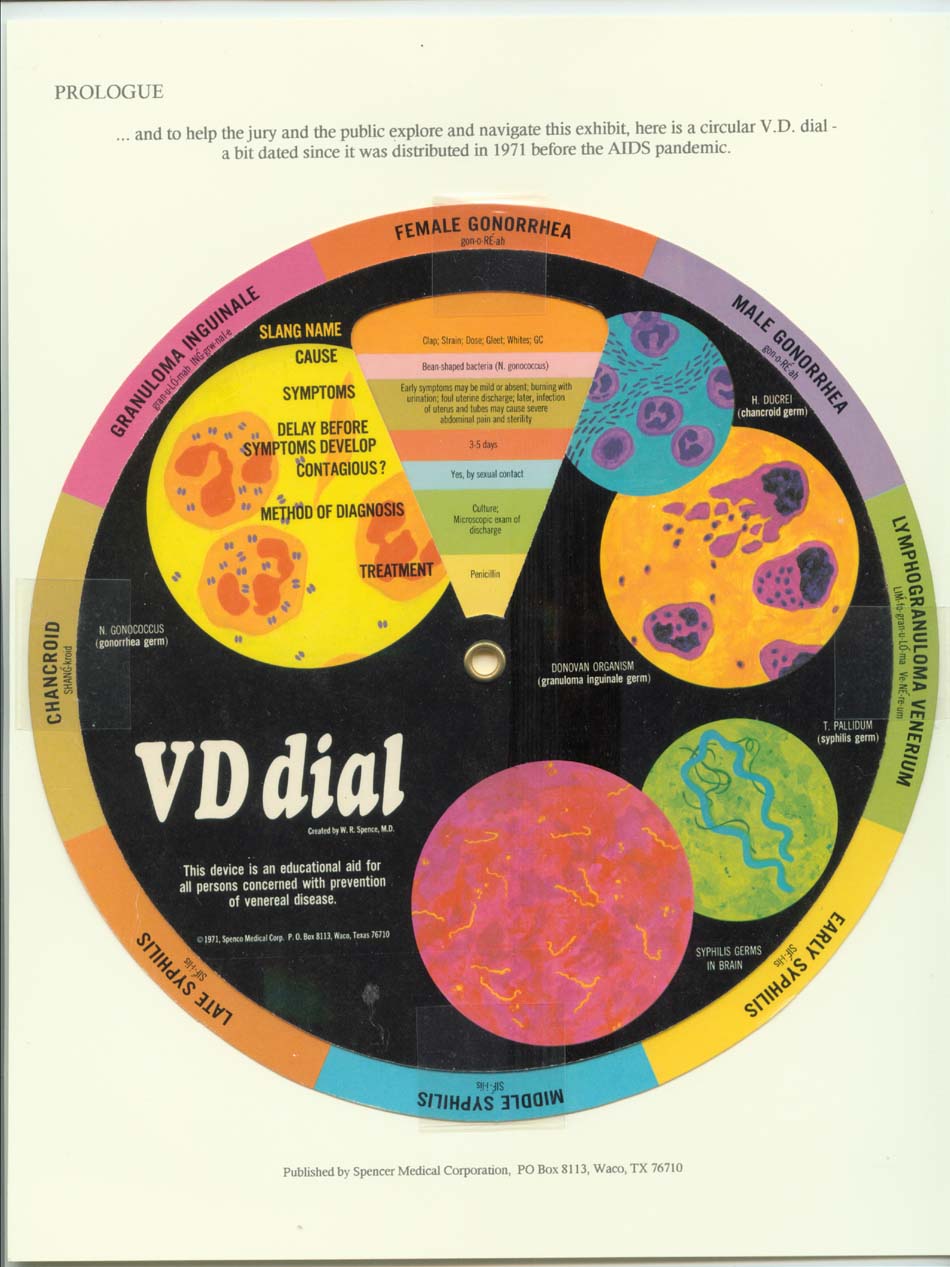 PROLOGUE
... and to help the jury and the public explore and navigate this exhibit, here is a circular V.D. dial -
a bit dated since it was distributed in 1971 before the AIDS pandemic.
FEMALE GONORRHEA
gon-o-RÉ-ah
MALE GONORRHEA
gon-o-RÉ-ah
LYMPHOGRANULOMA VENERIUM
LIM-fo-gran-u-LÓ-ma Ve-NÉ-re-um
EARLY SYPHILIS
SIF-i-lis
MIDDLE SYPHILIS
SIF-i-lis
LATE SYPHILIS
SIF-i-lis
CHANCROID
SHANG-kroid
GRANULOMA INGUINALE
gran-u-LÓ-mah ING-gwi-nal-e
SLANG NAME
Clap; Strain; Dose; Gleet; Whites; GC
CAUSE
Bean-shaped bacteria (N. gonococcus)
SYMPTOMS
Early symptoms may be mild or absent; burning with
urination; foul uterine discharge; later, infection
of uterus and tubes may cause severe
abdominal pain and sterility
DELAY BEFORE
SYMPTOMS DEVELOP
3-5 days
CONTAGIOUS?
Yes, by sexual contact
METHOD OF DIAGNOSIS
Culture;
Microscopic exam of
discharge
TREATMENT
Penicillin
H. DUCREI
(chancroid germ)
N. GONOCOCCUS
(gonorrhea germ)
DONOVAN ORGANISM
(granuloma inguinale germ)
T. PALLIDUM
(syphilis germ)
VD dial
Created by W. R. Spence, M.D.
This device is an educational aid for
all persons concerned with prevention
of venereal disease.
© 1971, Spenco Medical Corp. P. O. Box 8113, Waco, Texas 76710
SYPHILIS GERMS
IN BRAIN
Published by Spencer Medical Corporation, PO Box 8113, Waco, TX 76710